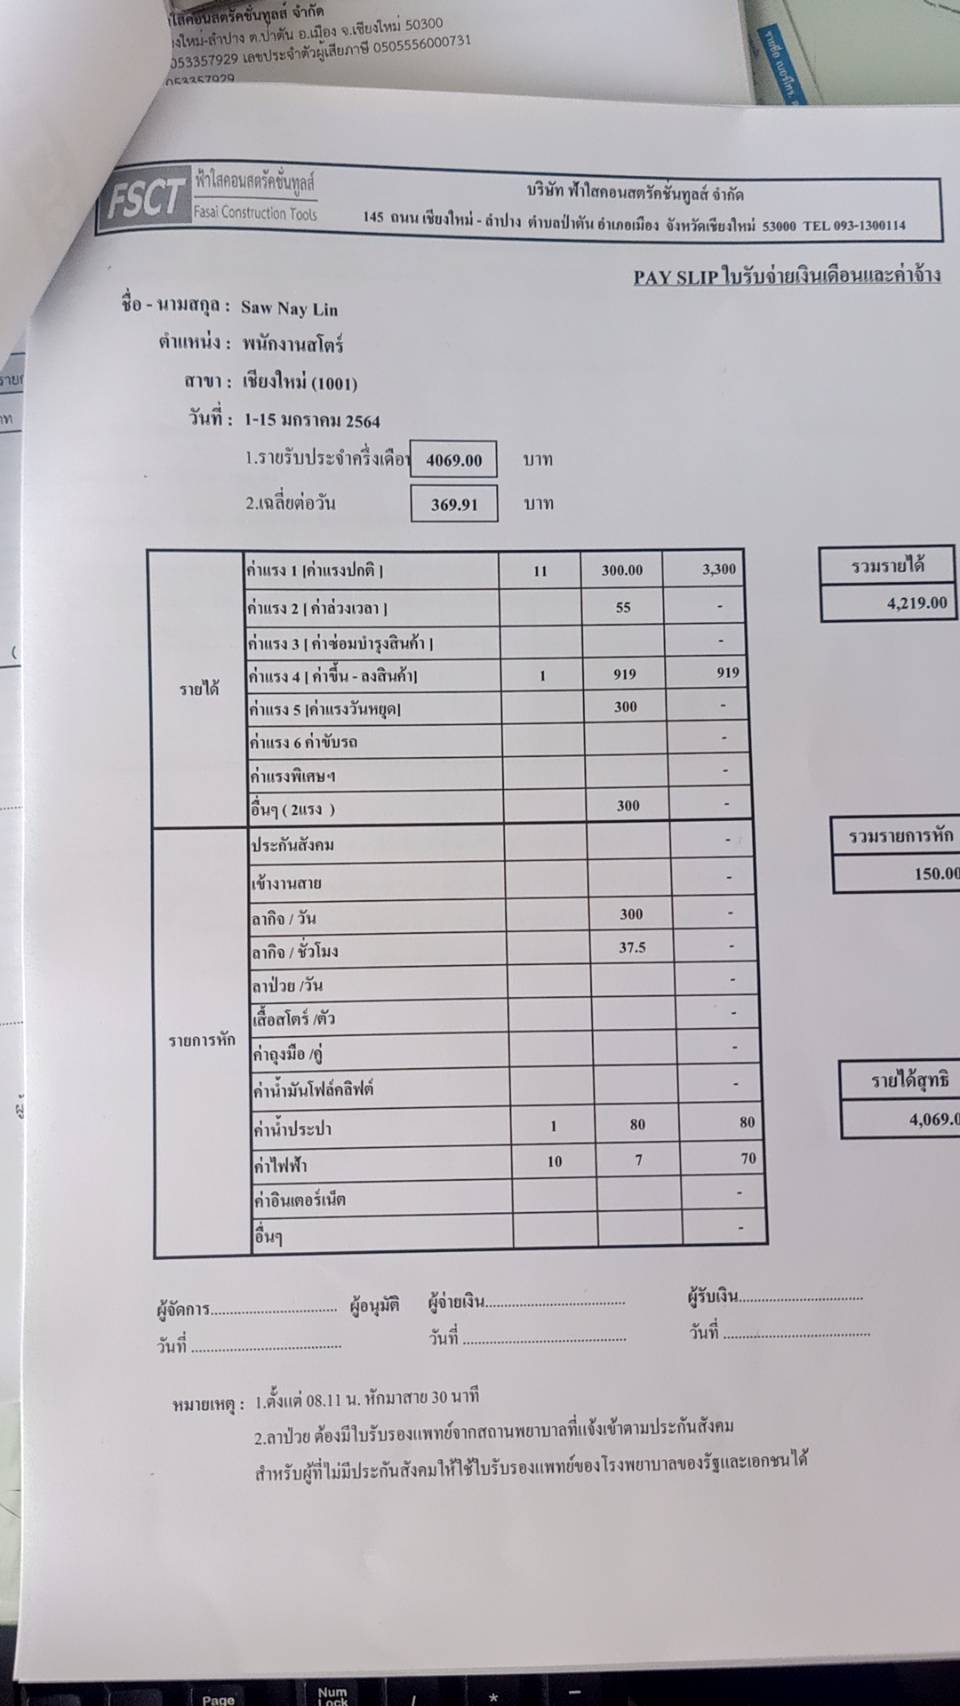 ใสคอนสตรัคชั่นทูลส์ จำกัด
งใหม่-ลำปาง ต.ป่าตัน อ.เมือง จ.เชียงใหม่ 50300
053357929 เลขประจำตัวผู้เสียภาษี 0505556000731
053357929
FSCT ฟ้าใสคอนสตรัคชั่นทูลส์
Fasai Construction Tools
บริษัท ฟ้าใสคอนสตรัคชั่นทูลส์ จำกัด
145 ถนน เชียงใหม่ - ลำปาง ตำบลป่าตัน อำเภอเมือง จังหวัดเชียงใหม่ 53000 TEL 093-1300114
PAY SLIP ใบรับจ่ายเงินเดือนและค่าจ้าง
ชื่อ - นามสกุล : Saw Nay Lin
ตำแหน่ง : พนักงานสโตร์
สาขา : เชียงใหม่ (1001)
วันที่ : 1-15 มกราคม 2564
1.รายรับประจำครึ่งเดือ 4069.00 บาท
2.เฉลี่ยต่อวัน 369.91 บาท
รายได้
ค่าแรง 1 [ค่าแรงปกติ ] 11 300.00 3,300
ค่าแรง 2 [ ค่าล่วงเวลา ] 55 -
ค่าแรง 3 [ ค่าซ่อมบำรุงสินค้า ] -
ค่าแรง 4 [ ค่าขึ้น - ลงสินค้า] 1 919 919
ค่าแรง 5 [ค่าแรงวันหยุด] 300 -
ค่าแรง 6 ค่าขับรถ -
ค่าแรงพิเศษฯ -
อื่นๆ ( 2แรง ) 300 -
รวมรายได้
4,219.00
รายการหัก
ประกันสังคม -
เข้างานสาย -
ลากิจ / วัน 300 -
ลากิจ / ชั่วโมง 37.5 -
ลาป่วย /วัน -
เสื้อสโตร์ /ตัว -
ค่าถุงมือ /คู่ -
ค่าน้ำมันโฟล์คลิฟต์ -
ค่าน้ำประปา 1 80 80
ค่าไฟฟ้า 10 7 70
ค่าอินเตอร์เน็ต -
อื่นๆ -
รวมรายการหัก
150.00
รายได้สุทธิ
4,069.0
ผู้จัดการ............................... ผู้อนุมัติ ผู้จ่ายเงิน................................... ผู้รับเงิน...............................
วันที่ ...................................... วันที่ ......................................... วันที่ .....................................
หมายเหตุ : 1.ตั้งแต่ 08.11 น. หักมาสาย 30 นาที
2.ลาป่วย ต้องมีใบรับรองแพทย์จากสถานพยาบาลที่แจ้งเข้าตามประกันสังคม
สำหรับผู้ที่ไม่มีประกันสังคมให้ใช้ใบรับรองแพทย์ของโรงพยาบาลของรัฐและเอกชนได้
Page
Num
Lock
/
*
-